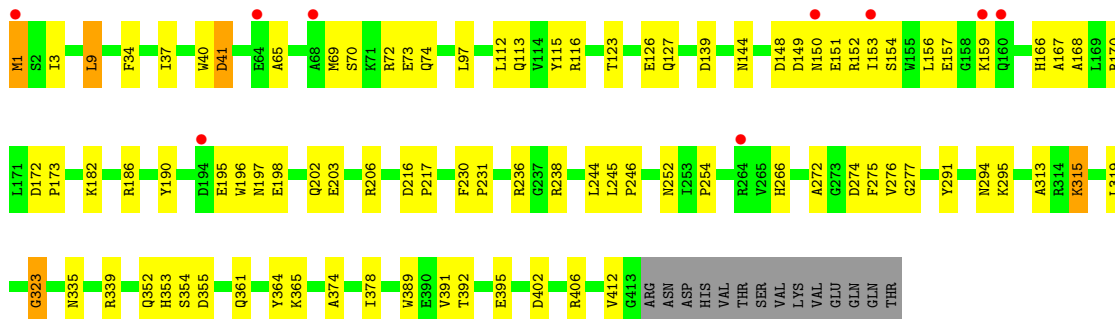 M1 S2 I3 L9 F34 I37 W40 D41 E64 A65 A68 M69 S70 K71 R72 E73 Q74 L97 L112 Q113 V114 Y115 R116 T123 E126 Q127 D139 N144 D148 D149 N150 E151 R152 I153 S154 W155 L156 E157 G158 K159 Q160 H166 A167 A168 L169
L171 D172 P173 K182 R186 Y190 D194 E195 W196 N197 E198 Q202 E203 R206 D216 P217 F230 P231 R236 G237 R238 L244 L245 P246 N252 I253 P254 R264 V265 H266 A272 G273 D274 F275 V276 G277 Y291 N294 K295 A313 R314 K315
G323 N335 R339 Q352 H353 S354 D355 Q361 Y364 K365 A374 I378 W389 E390 V391 T392 E395 D402 R406 V412 G413 ARG ASN ASP HIS VAL THR SER VAL LYS VAL GLU GLN GLN THR